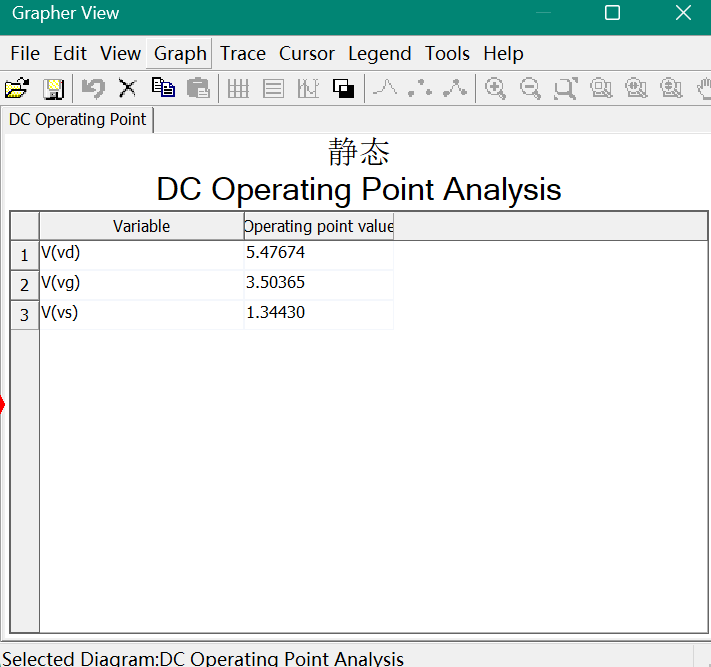 Grapher View
File Edit View Graph Trace Cursor Legend Tools Help
DC Operating Point
静态
DC Operating Point Analysis
Variable Operating point value
1 V(vd) 5.47674
2 V(vg) 3.50365
3 V(vs) 1.34430
Selected Diagram:DC Operating Point Analysis